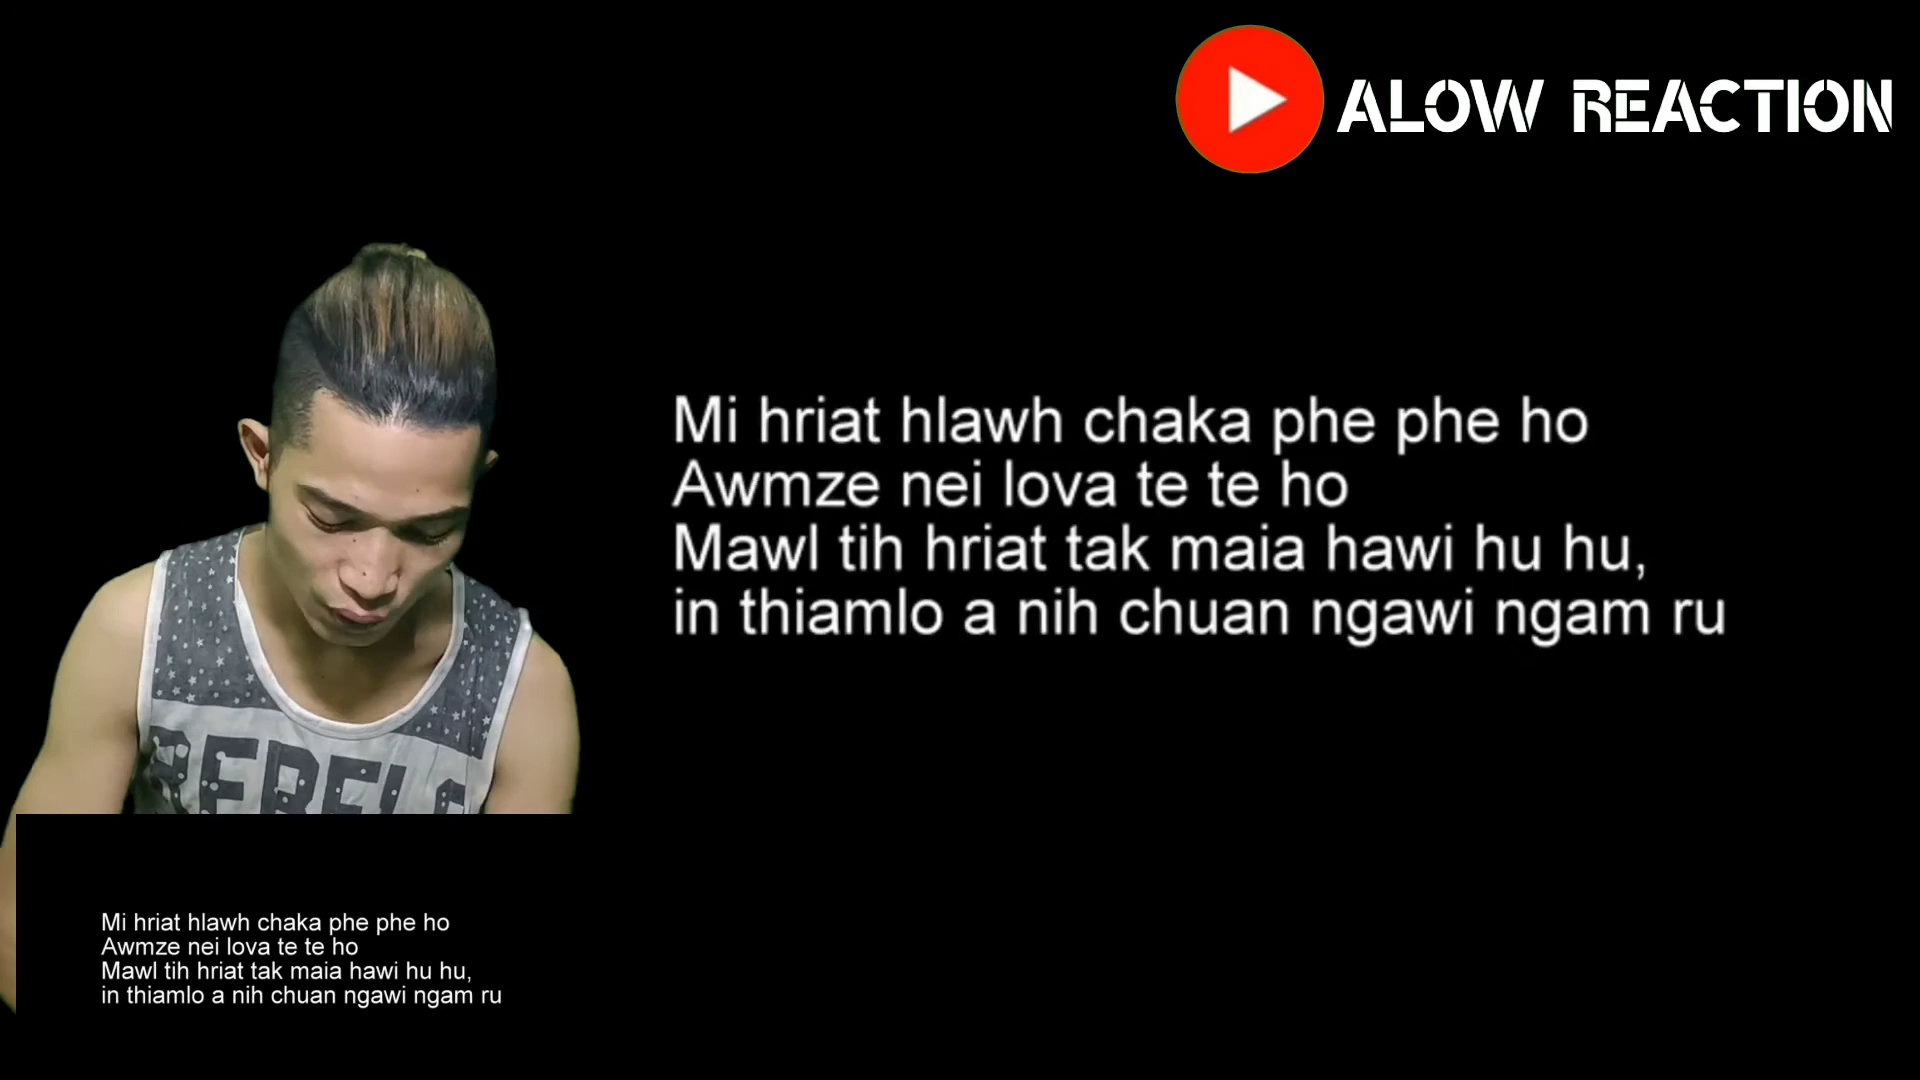 ALOW REACTION
Mi hriat hlawh chaka phe phe ho
Awmze nei lova te te ho
Mawl tih hriat tak maia hawi hu hu,
in thiamlo a nih chuan ngawi ngam ru
REBELS
Mi hriat hlawh chaka phe phe ho
Awmze nei lova te te ho
Mawl tih hriat tak maia hawi hu hu,
in thiamlo a nih chuan ngawi ngam ru